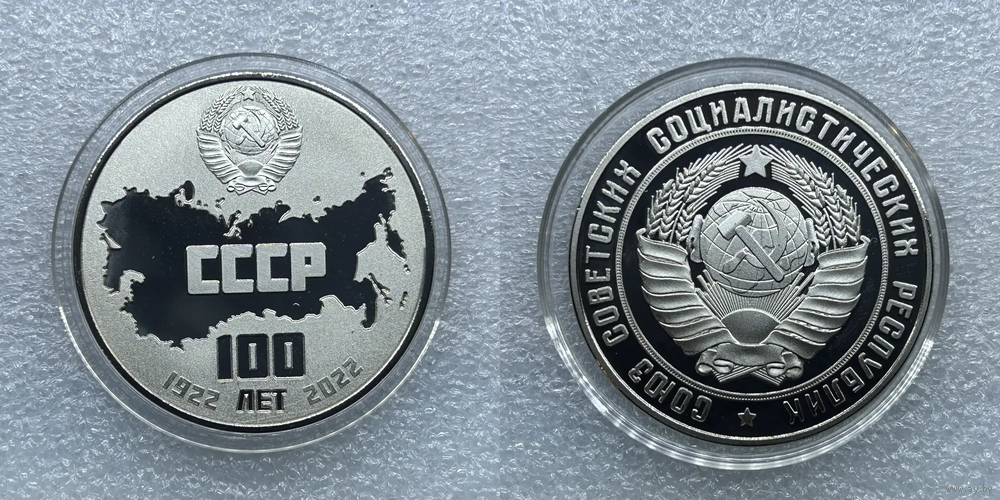 СССР
100
ЛЕТ
1922
2022
СОЮЗ СОВЕТСКИХ СОЦИАЛИСТИЧЕСКИХ РЕСПУБЛИК